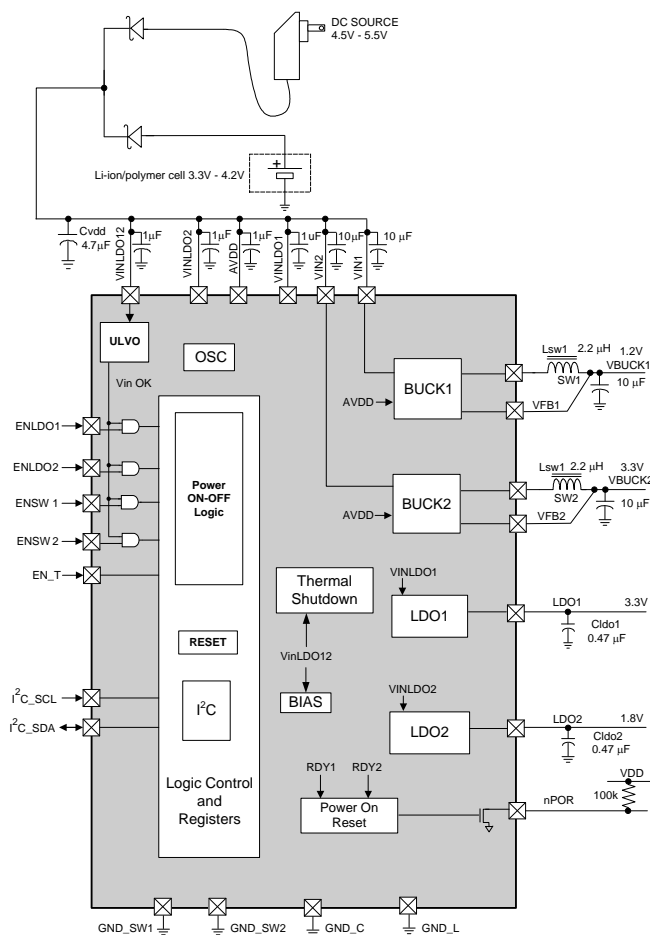 DC SOURCE
4.5V - 5.5V
Li-ion/polymer cell 3.3V - 4.2V
+
Cvdd
4.7μF
VINLDO12
1μF
VINLDO2
1μF
AVDD
1μF
VINLDO1
1uF
VIN2
10μF
VIN1
10 μF
ULVO
OSC
Vin OK
BUCK1
AVDD
Lsw1 2.2 μH
1.2V
VBUCK1
SW1
10 μF
VFB1
ENLDO1
ENLDO2
ENSW 1
ENSW 2
EN_T
Power
ON-OFF
Logic
BUCK2
AVDD
Lsw1 2.2 μH
3.3V
VBUCK2
SW2
10 μF
VFB2
Thermal
Shutdown
VINLDO1
LDO1
LDO1
3.3V
Cldo1
0.47 μF
RESET
VinLDO12
BIAS
I²C_SCL
I²C_SDA
I²C
VINLDO2
LDO2
LDO2
1.8V
Cldo2
0.47 μF
Logic Control
and
Registers
RDY1
RDY2
Power On
Reset
VDD
100k
nPOR
GND_SW1
GND_SW2
GND_C
GND_L